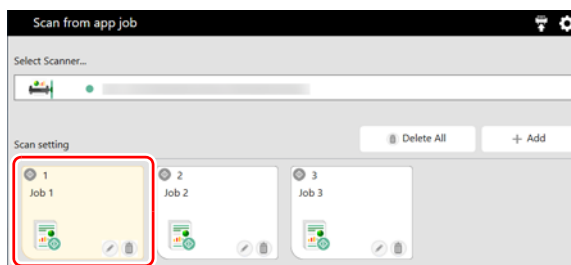 Scan from app job
Select Scanner...
Scan setting
Delete All
+ Add
1
Job 1
2
Job 2
3
Job 3